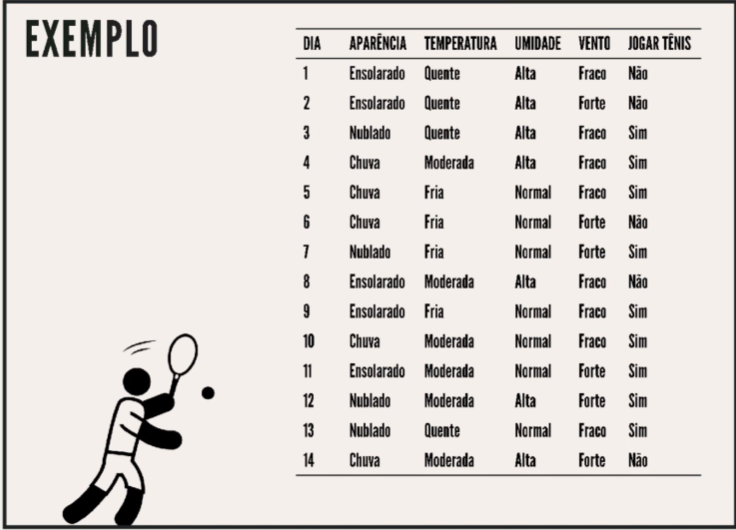 EXEMPLO
DIA APARÊNCIA TEMPERATURA UMIDADE VENTO JOGAR TÊNIS
1 Ensolarado Quente Alta Fraco Não
2 Ensolarado Quente Alta Forte Não
3 Nublado Quente Alta Fraco Sim
4 Chuva Moderada Alta Fraco Sim
5 Chuva Fria Normal Fraco Sim
6 Chuva Fria Normal Forte Não
7 Nublado Fria Normal Forte Sim
8 Ensolarado Moderada Alta Fraco Não
9 Ensolarado Fria Normal Fraco Sim
10 Chuva Moderada Normal Fraco Sim
11 Ensolarado Moderada Normal Forte Sim
12 Nublado Moderada Alta Forte Sim
13 Nublado Quente Normal Fraco Sim
14 Chuva Moderada Alta Forte Não